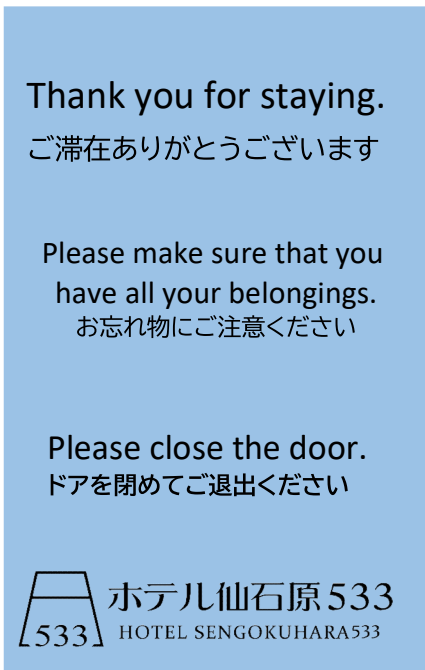 Thank you for staying.
ご滞在ありがとうございます
Please make sure that you
have all your belongings.
お忘れ物にご注意ください
Please close the door.
ドアを閉めてご退出ください
533
ホテル仙石原533
HOTEL SENGOKUHARA533